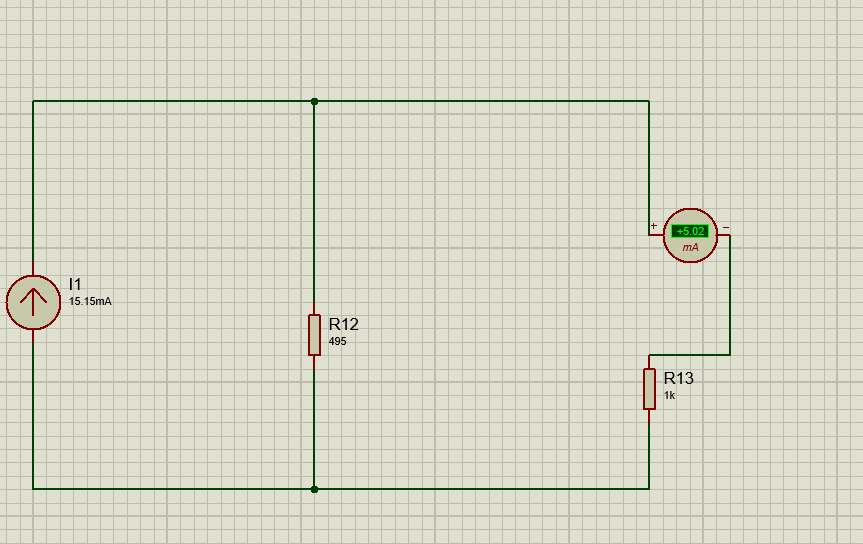 + +5.02 −
mA
I1
15.15mA
R12
495
R13
1k